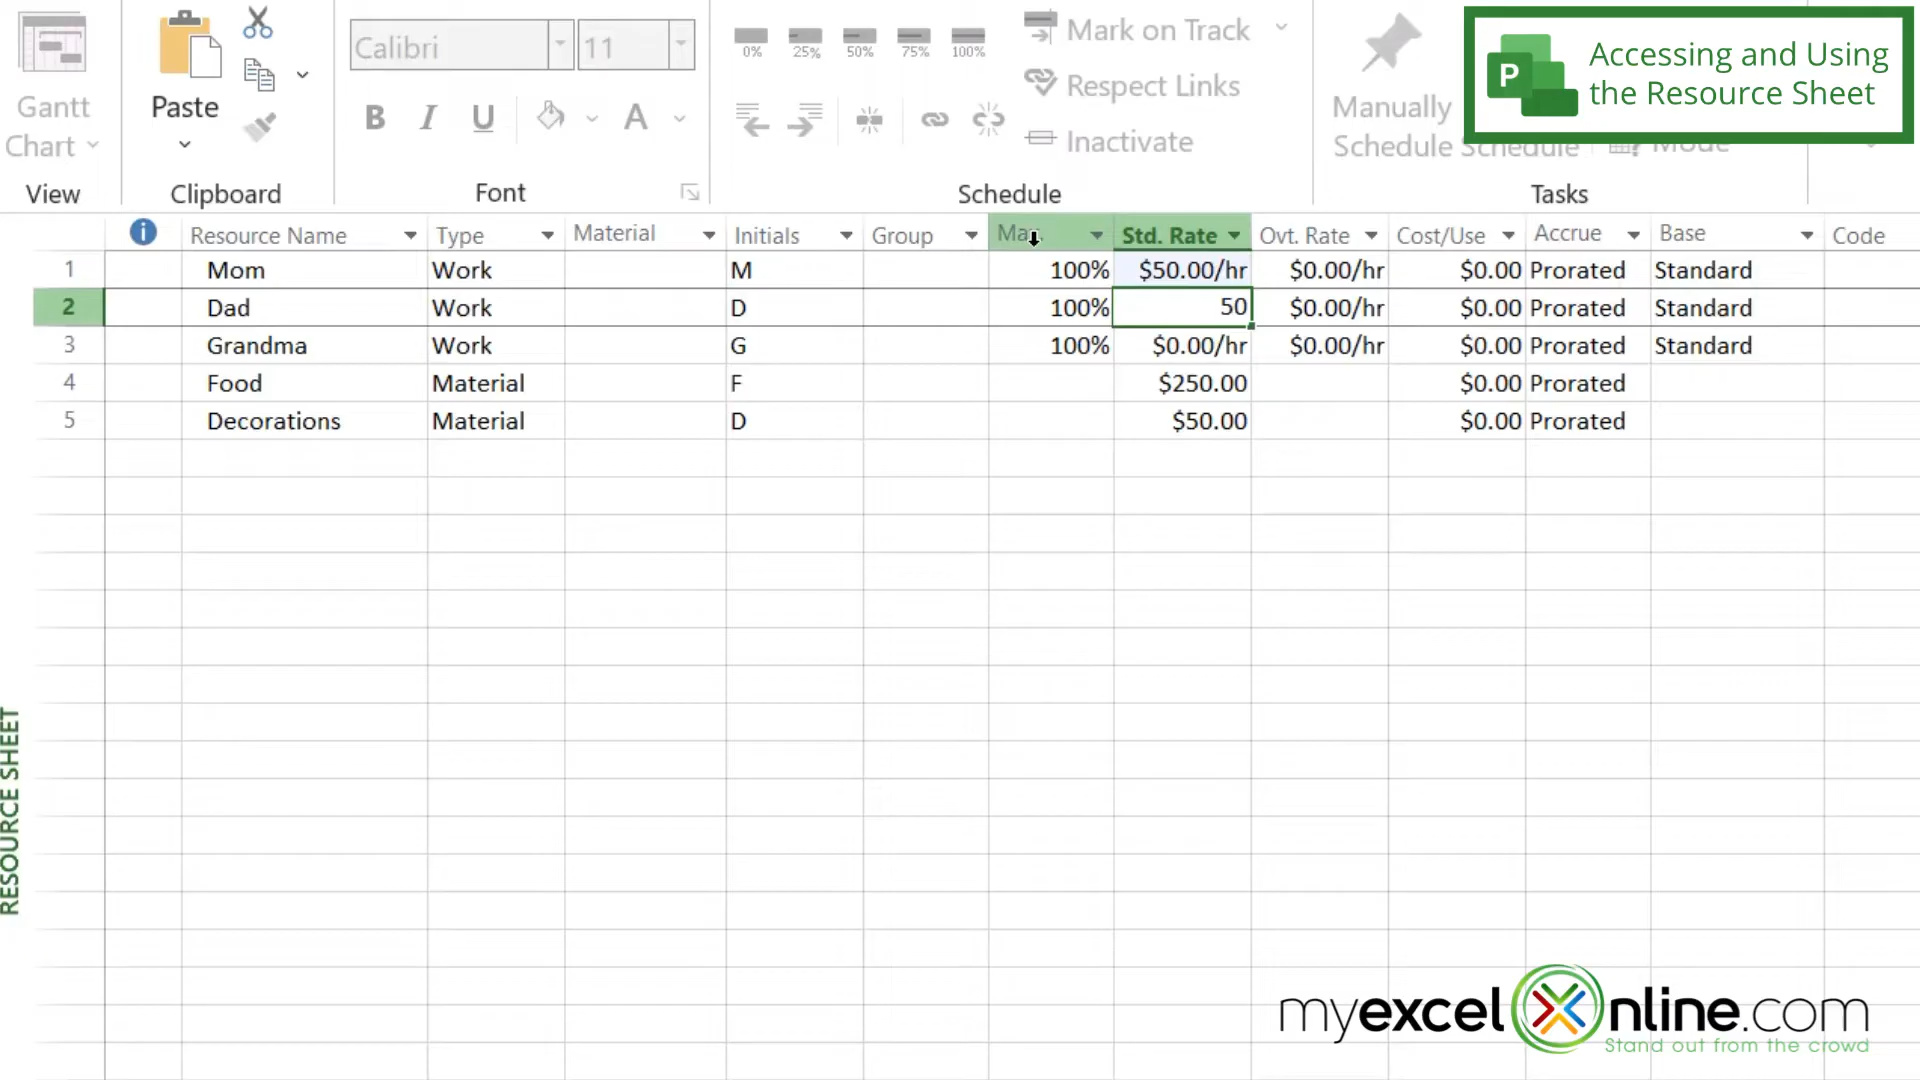 Gantt
Chart
View
Paste
Clipboard
Calibri 11
B I U A
Font
0% 25% 50% 75% 100%
Mark on Track
Respect Links
Inactivate
Schedule
Manually
Schedule Schedule Mode
Tasks
P Accessing and Using
the Resource Sheet
i Resource Name Type Material Initials Group Max. Std. Rate Ovt. Rate Cost/Use Accrue Base Code
1 Mom Work M 100% $50.00/hr $0.00/hr $0.00 Prorated Standard
2 Dad Work D 100% 50 $0.00/hr $0.00 Prorated Standard
3 Grandma Work G 100% $0.00/hr $0.00/hr $0.00 Prorated Standard
4 Food Material F $250.00 $0.00 Prorated
5 Decorations Material D $50.00 $0.00 Prorated
RESOURCE SHEET
myexcelonline.com
Stand out from the crowd